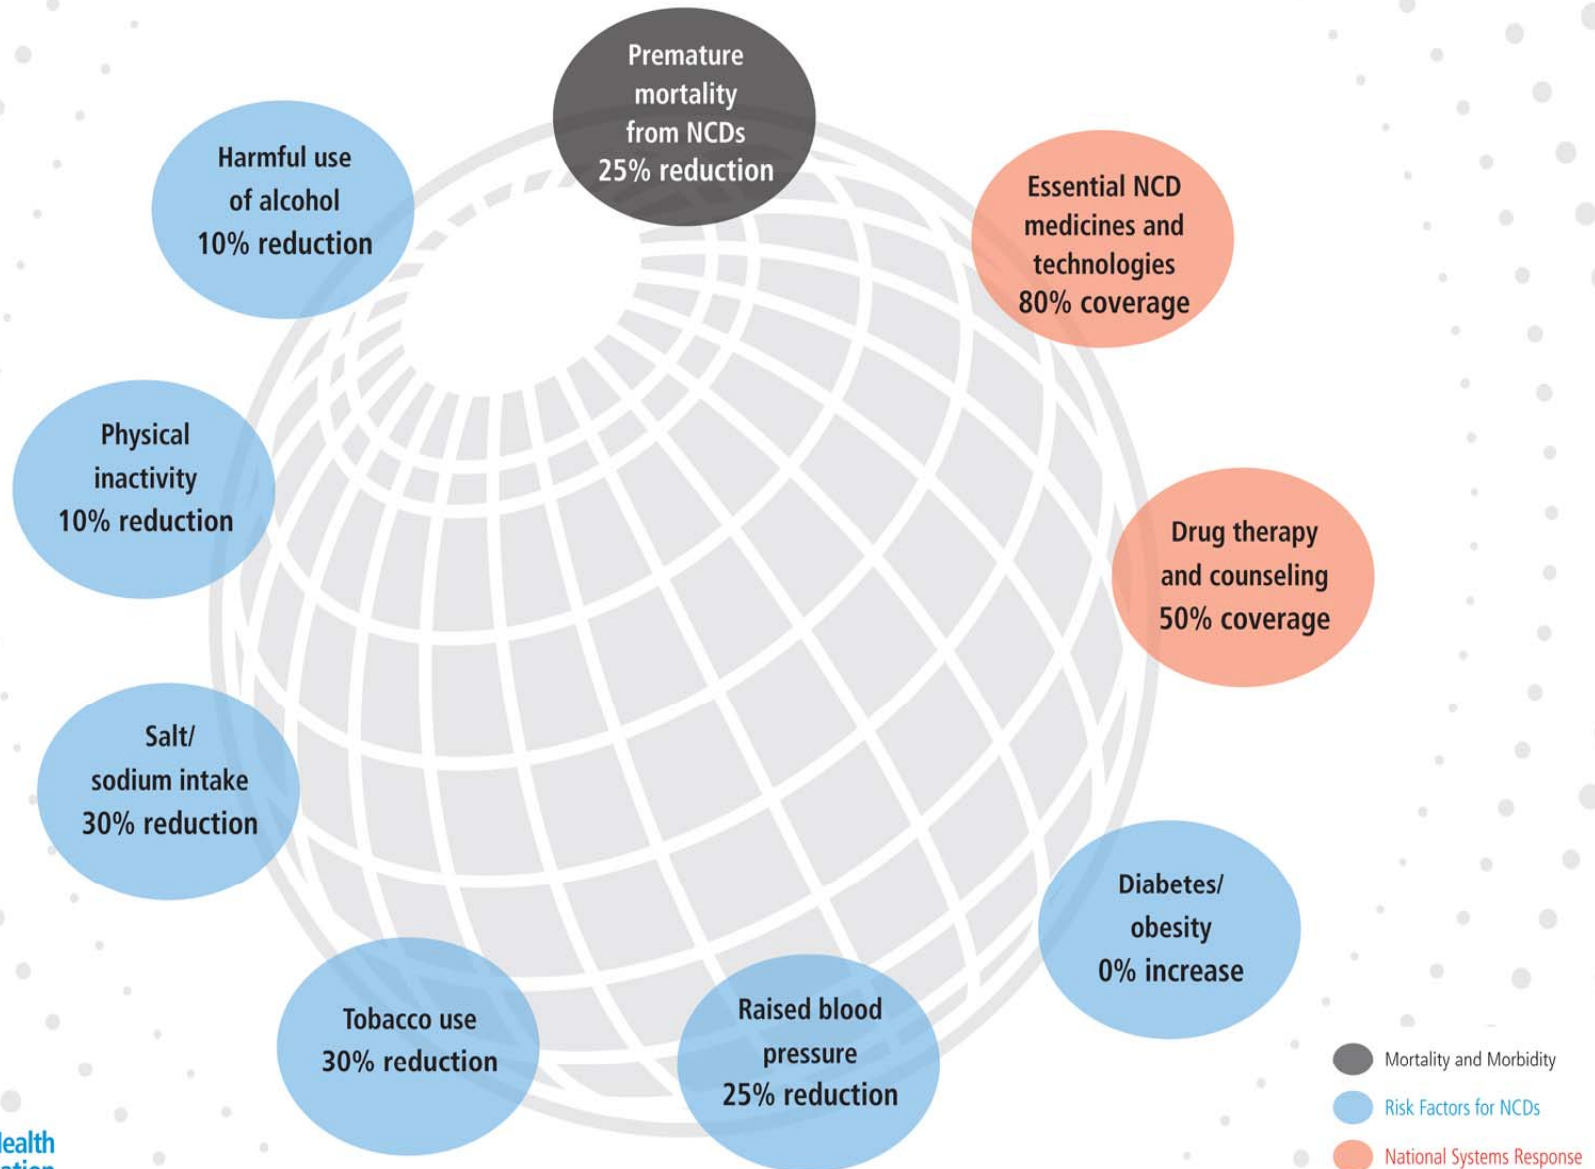 Premature
mortality
from NCDs
25% reduction
Harmful use
of alcohol
10% reduction
Essential NCD
medicines and
technologies
80% coverage
Physical
inactivity
10% reduction
Drug therapy
and counseling
50% coverage
Salt/
sodium intake
30% reduction
Diabetes/
obesity
0% increase
Tobacco use
30% reduction
Raised blood
pressure
25% reduction
Mortality and Morbidity
Risk Factors for NCDs
National Systems Response
Health